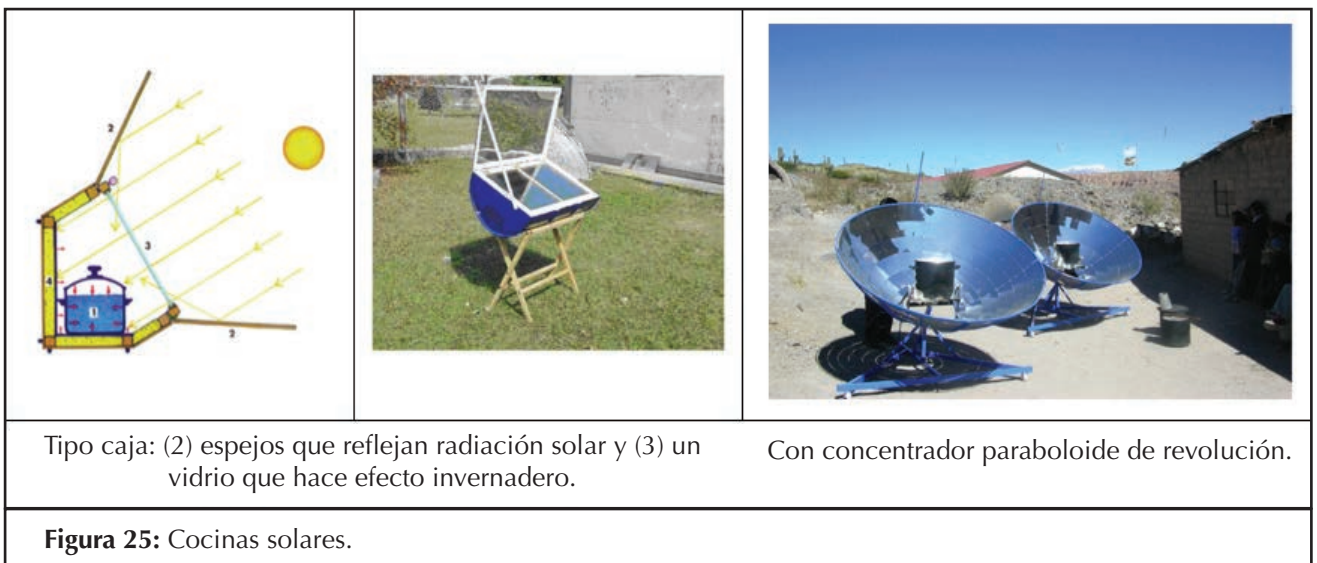 2
3
4
1
2
Tipo caja: (2) espejos que reflejan radiación solar y (3) un
vidrio que hace efecto invernadero.
Con concentrador paraboloide de revolución.
Figura 25: Cocinas solares.